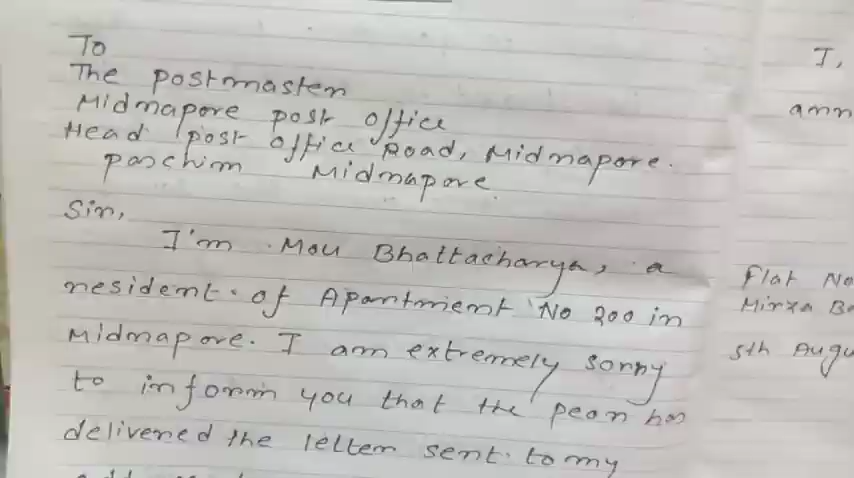 To
The postmaster
Midnapore post office
Head post office Road, Midnapore.
paschim Midnapore.
Sir,
I'm Mou Bhattacharya, a
resident of Apartment No 200 in
Midnapore. I am extremely sorry
to inform you that the peon has
delivered the letter sent to my
I,
Flat No
Mirza
5th